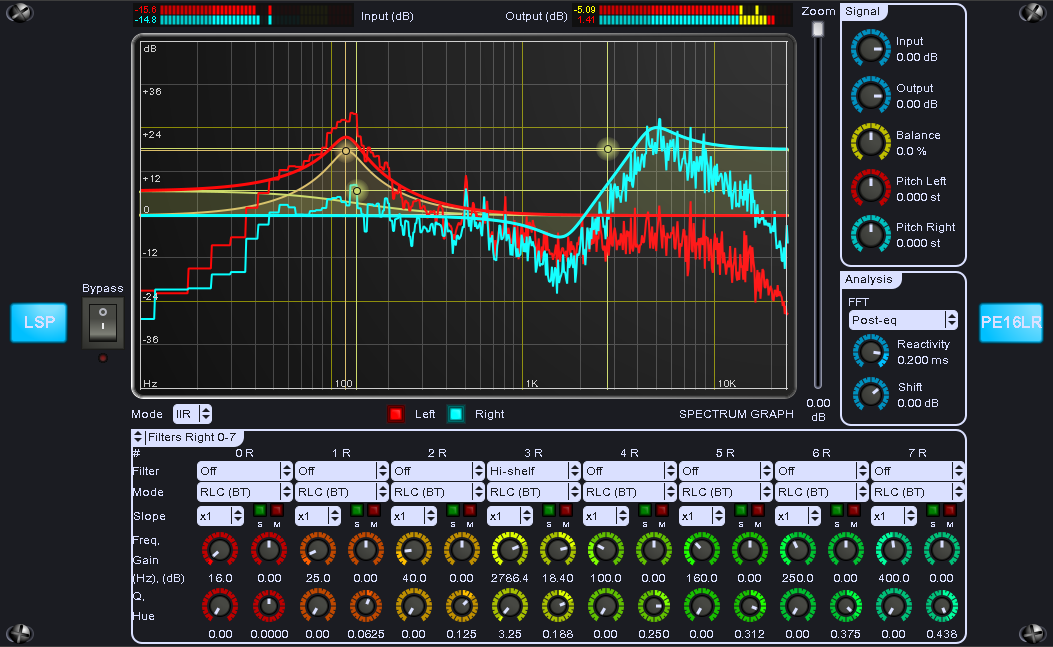 -15.6
-14.8
Input (dB)
Output (dB)
-5.09
1.41
Zoom
Signal
dB
+36
+24
+12
0
-12
-24
-36
Hz
100
1K
10K
Input
0.00 dB
Output
0.00 dB
Balance
0.0 %
Pitch Left
0.000 st
Pitch Right
0.000 st
Bypass
LSP
PE16LR
Analysis
FFT
Post-eq
Reactivity
0.200 ms
Shift
0.00 dB
0.00
dB
Mode IIR
Left
Right
SPECTRUM GRAPH
Filters Right 0-7
# 0 R 1 R 2 R 3 R 4 R 5 R 6 R 7 R
Filter Off Off Off Hi-shelf Off Off Off Off
Mode RLC (BT) RLC (BT) RLC (BT) RLC (BT) RLC (BT) RLC (BT) RLC (BT) RLC (BT)
Slope x1 x1 x1 x1 x1 x1 x1 x1
S M S M S M S M S M S M S M S M
Freq,
Gain
(Hz), (dB) 16.0 0.00 25.0 0.00 40.0 0.00 2786.4 18.40 100.0 0.00 160.0 0.00 250.0 0.00 400.0 0.00
Q,
Hue
0.00 0.0000 0.00 0.0625 0.00 0.125 3.25 0.188 0.00 0.250 0.00 0.312 0.00 0.375 0.00 0.438